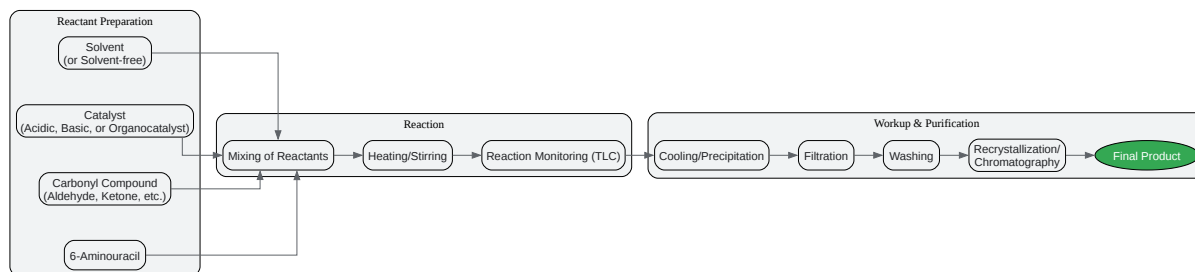 Reactant Preparation
Solvent
(or Solvent-free)
Catalyst
(Acidic, Basic, or Organocatalyst)
Carbonyl Compound
(Aldehyde, Ketone, etc.)
6-Aminouracil
Reaction
Mixing of Reactants
Heating/Stirring
Reaction Monitoring (TLC)
Workup & Purification
Cooling/Precipitation
Filtration
Washing
Recrystallization/
Chromatography
Final Product